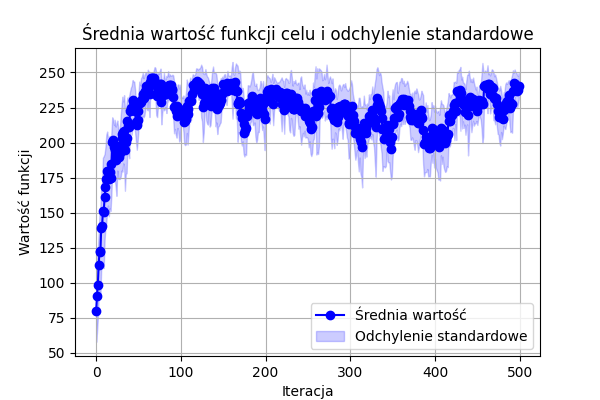 Średnia wartość funkcji celu i odchylenie standardowe
250
225
200
175
150
125
100
75
50
Wartość funkcji
0 100 200 300 400 500
Iteracja
Średnia wartość
Odchylenie standardowe